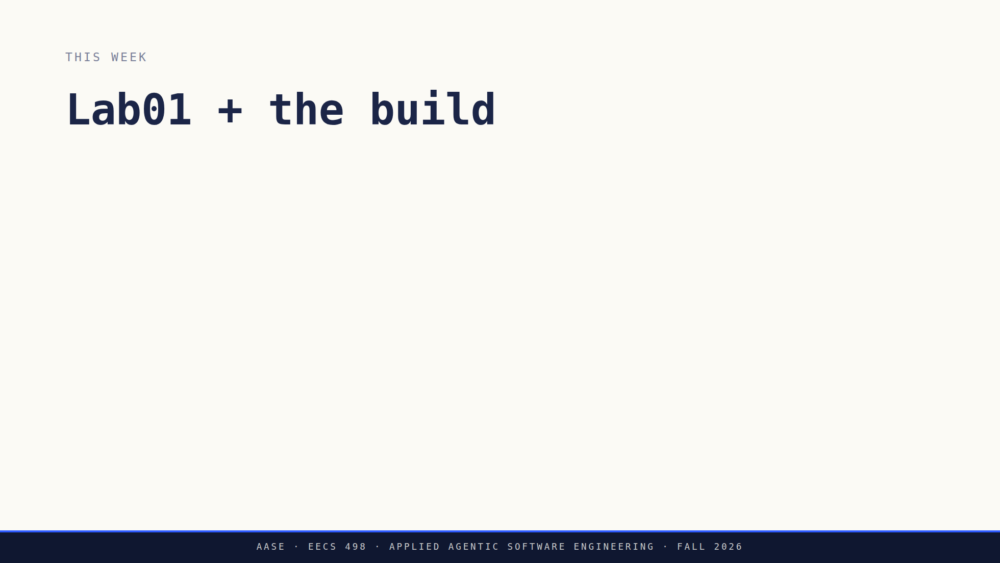 THIS WEEK
Lab01 + the build
AASE · EECS 498 · APPLIED AGENTIC SOFTWARE ENGINEERING · FALL 2026